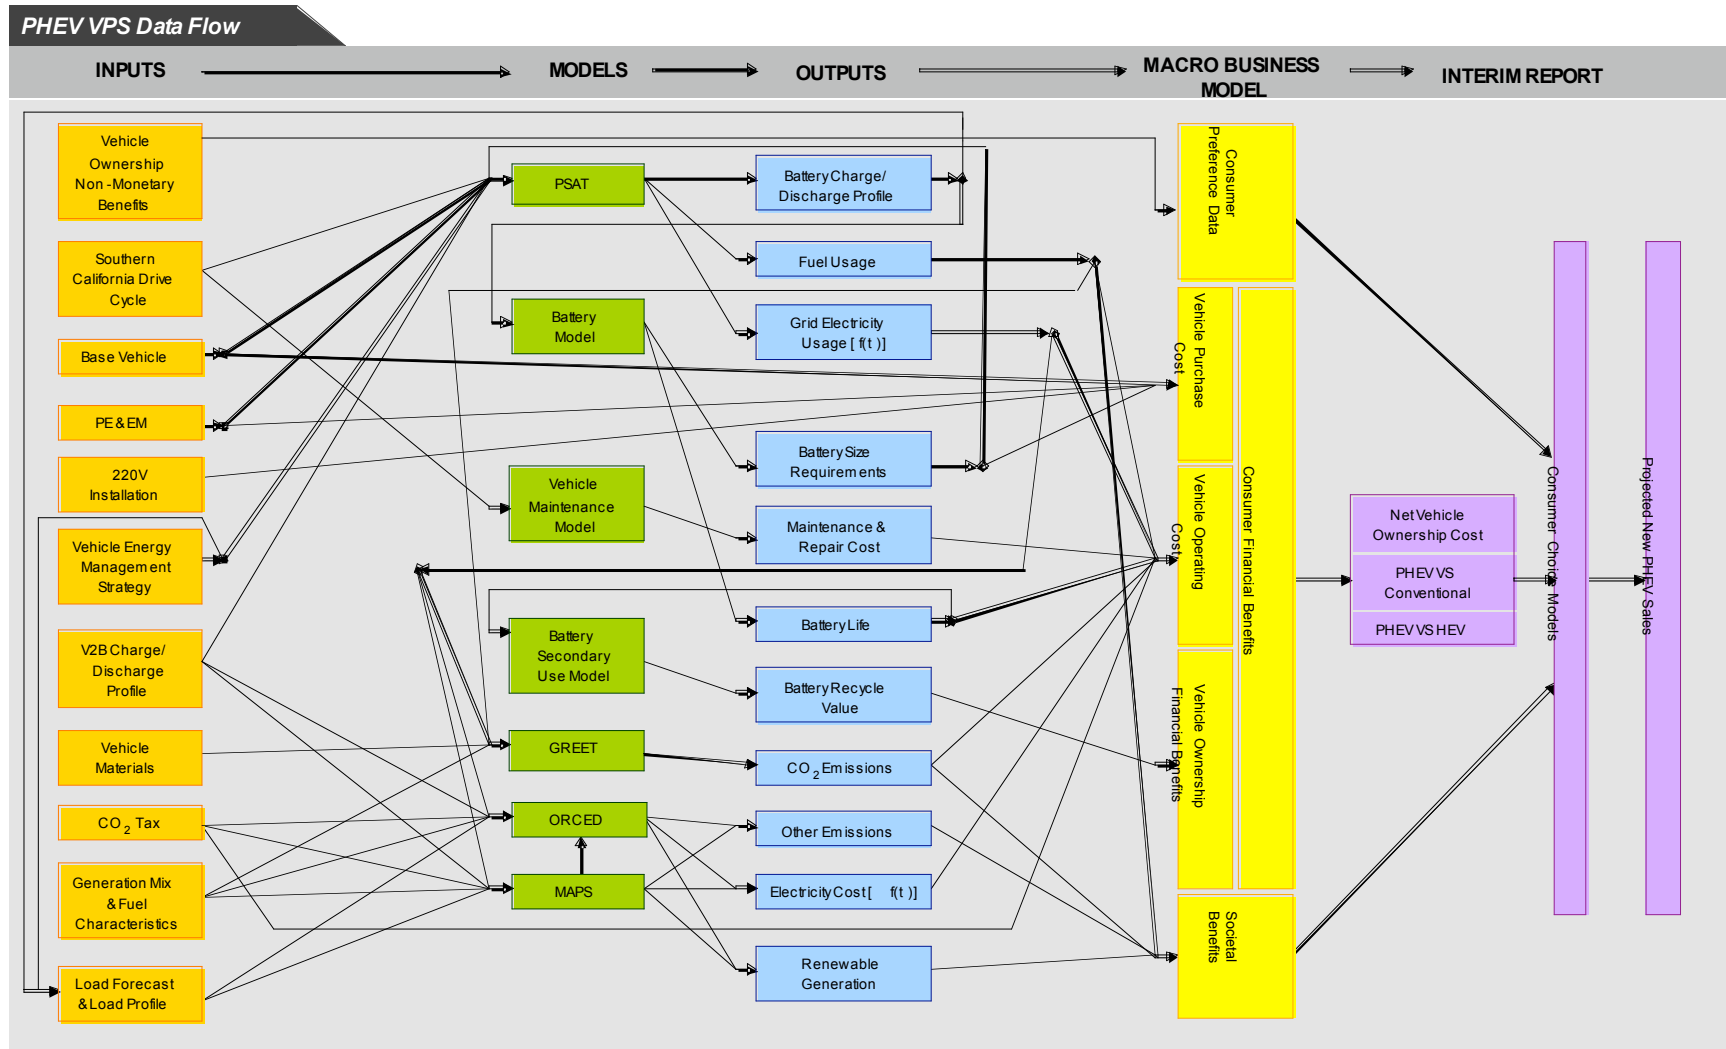 PHEV VPS Data Flow
INPUTS
MODELS
OUTPUTS
MACRO BUSINESS
MODEL
INTERIM REPORT
Vehicle
Ownership
Non-Monetary
Benefits
Southern
California Drive
Cycle
Base Vehicle
PE & EM
220V
Installation
Vehicle Energy
Management
Strategy
V2B Charge/
Discharge
Profile
Vehicle
Materials
CO2 Tax
Generation Mix
& Fuel
Characteristics
Load Forecast
& Load Profile
PSAT
Battery
Model
Vehicle
Maintenance
Model
Battery
Secondary
Use Model
GREET
ORCED
MAPS
Battery Charge/
Discharge Profile
Fuel Usage
Grid Electricity
Usage [ f(t )]
Battery Size
Requirements
Maintenance &
Repair Cost
Battery Life
Battery Recycle
Value
CO2 Emissions
Other Emissions
Electricity Cost [ f(t )]
Renewable
Generation
Consumer
Preference Data
Vehicle Purchase
Cost
Vehicle Operating
Cost
Vehicle Ownership
Financial Benefits
Consumer Financial Benefits
Societal
Benefits
Net Vehicle
Ownership Cost
PHEV VS
Conventional
PHEV VS HEV
Consumer Choice Models
Projected New PHEV Sales